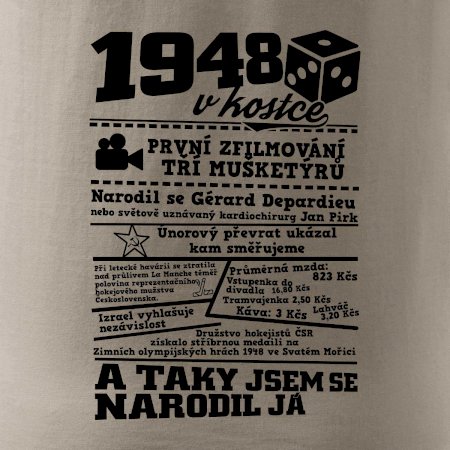 1948
v kostce
PRVNÍ ZFILMOVÁNÍ
TŘÍ MUŠKETÝRŮ
Narodil se Gérard Depardieu
nebo světově uznávaný kardiochirurg Jan Pirk
Únorový převrat ukázal
kam směřujeme
Při letecké havárii se ztratila
nad průlivem La Manche téměř
polovina reprezentačního
hokejového mužstva
Československa.
Průměrná mzda:
823 Kčs
Vstupenka do
divadla 16,80 Kčs
Tramvajenka 2,50 Kčs
Káva: 3 Kčs
Lahváč
3,20 Kčs
Izrael vyhlašuje
nezávislost
Družstvo hokejistů ČSR
získalo stříbrnou medaili na
Zimních olympijských hrách 1948 ve Svatém Mořici
A TAKY JSEM SE
NARODIL JÁ